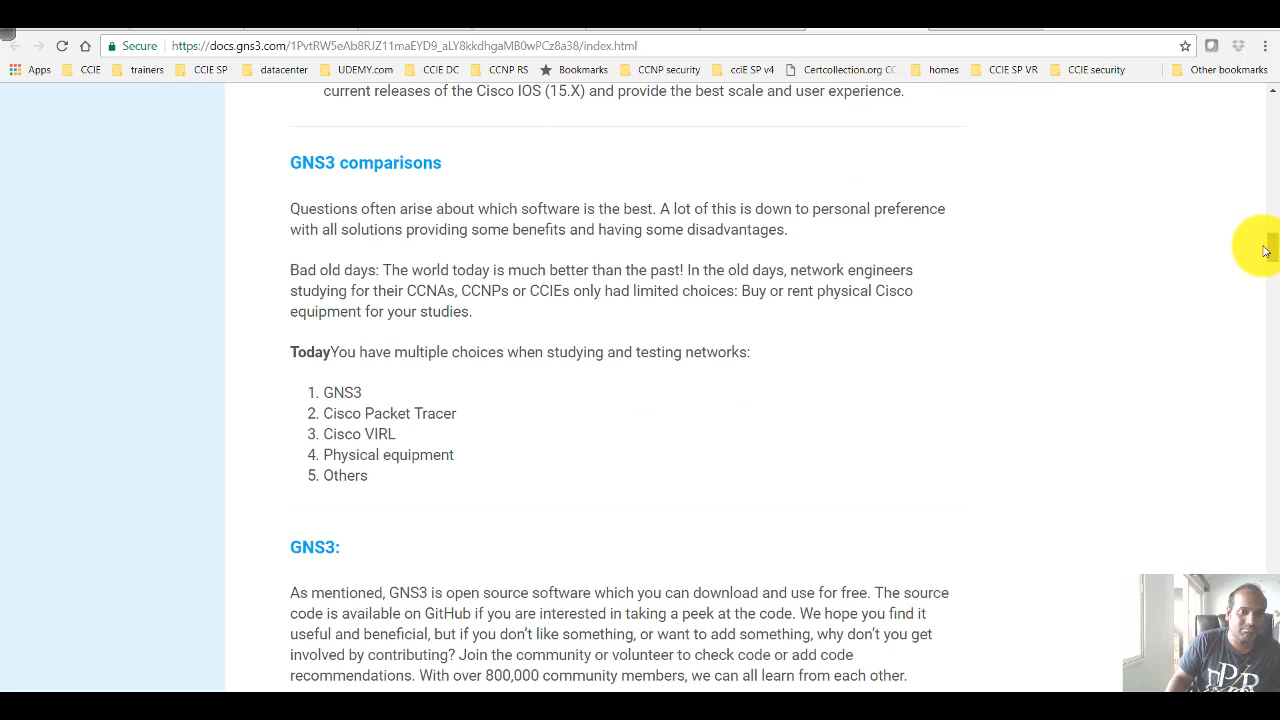 Secure
https://docs.gns3.com/1PvtRW5eAb8RJZ11maEYD9_aLY8kkdhgaMB0wPCz8a38/index.html
Apps CCIE trainers CCIE SP datacenter UDEMY.com CCIE DC CCNP RS Bookmarks CCNP security cciE SP v4 Certcollection.org CC homes CCIE SP VR CCIE security Other bookmarks
current releases of the Cisco IOS (15.X) and provide the best scale and user experience.
GNS3 comparisons
Questions often arise about which software is the best. A lot of this is down to personal preference
with all solutions providing some benefits and having some disadvantages.
Bad old days: The world today is much better than the past! In the old days, network engineers
studying for their CCNAs, CCNPs or CCIEs only had limited choices: Buy or rent physical Cisco
equipment for your studies.
TodayYou have multiple choices when studying and testing networks:
1. GNS3
2. Cisco Packet Tracer
3. Cisco VIRL
4. Physical equipment
5. Others
GNS3:
As mentioned, GNS3 is open source software which you can download and use for free. The source
code is available on GitHub if you are interested in taking a peek at the code. We hope you find it
useful and beneficial, but if you don't like something, or want to add something, why don't you get
involved by contributing? Join the community or volunteer to check code or add code
recommendations. With over 800,000 community members, we can all learn from each other.